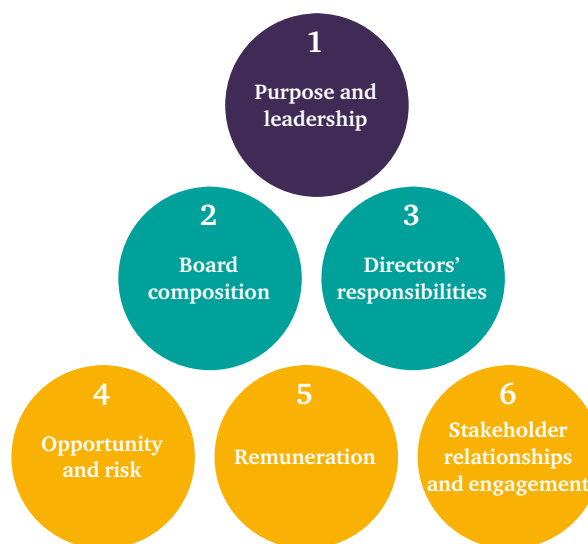 1
Purpose and
leadership
2
Board
composition
3
Directors’
responsibilities
4
Opportunity
and risk
5
Remuneration
6
Stakeholder
relationships
and engagement